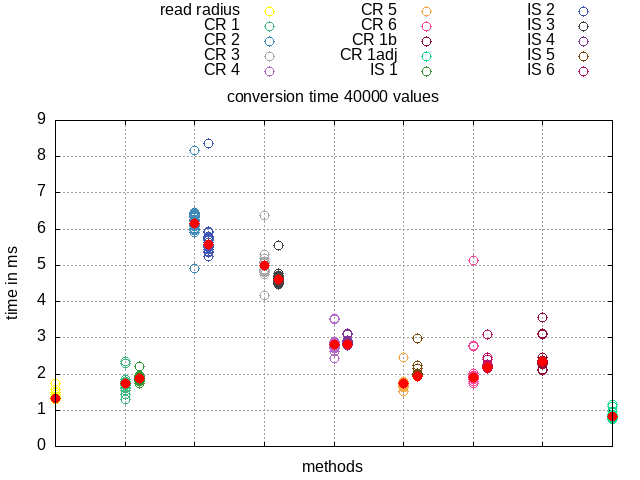 read radius CR 5 IS 2
CR 1 CR 6 IS 3
CR 2 CR 1b IS 4
CR 3 CR 1adj IS 5
CR 4 IS 1 IS 6
conversion time 40000 values
9
8
7
6
5
4
3
2
1
0
time in ms
methods